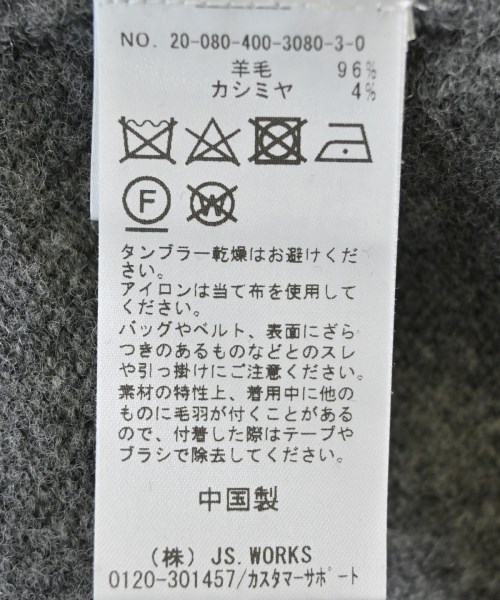 NO. 20-080-400-3080-3-0
羊毛 96%
カシミヤ 4%
F W
タンブラー乾燥はお避けくだ
さい。
アイロンは当て布を使用して
ください。
バッグやベルト、表面にざら
つきのあるものなどとのスレ
や引っ掛けにご注意ください。
素材の特性上、着用中に他の
ものに毛羽が付くことがある
ので、付着した際はテープや
ブラシで除去してください。
中国製
(株) JS.WORKS
0120-301457/カスタマーサポート